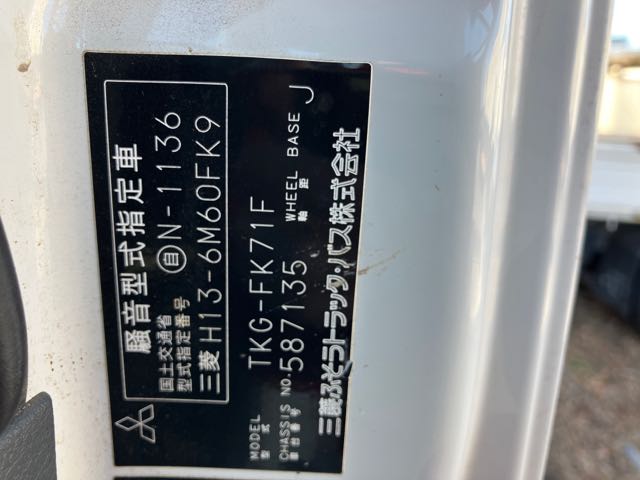 騒音型式指定車
国土交通省
型式指定番号 自N-1136
三菱 H13-6M60FK9
MODEL
型式 TKG-FK71F
CHASSIS NO.
車台番号 587135
WHEEL BASE
軸距 J
三菱ふそうトラック・バス株式会社